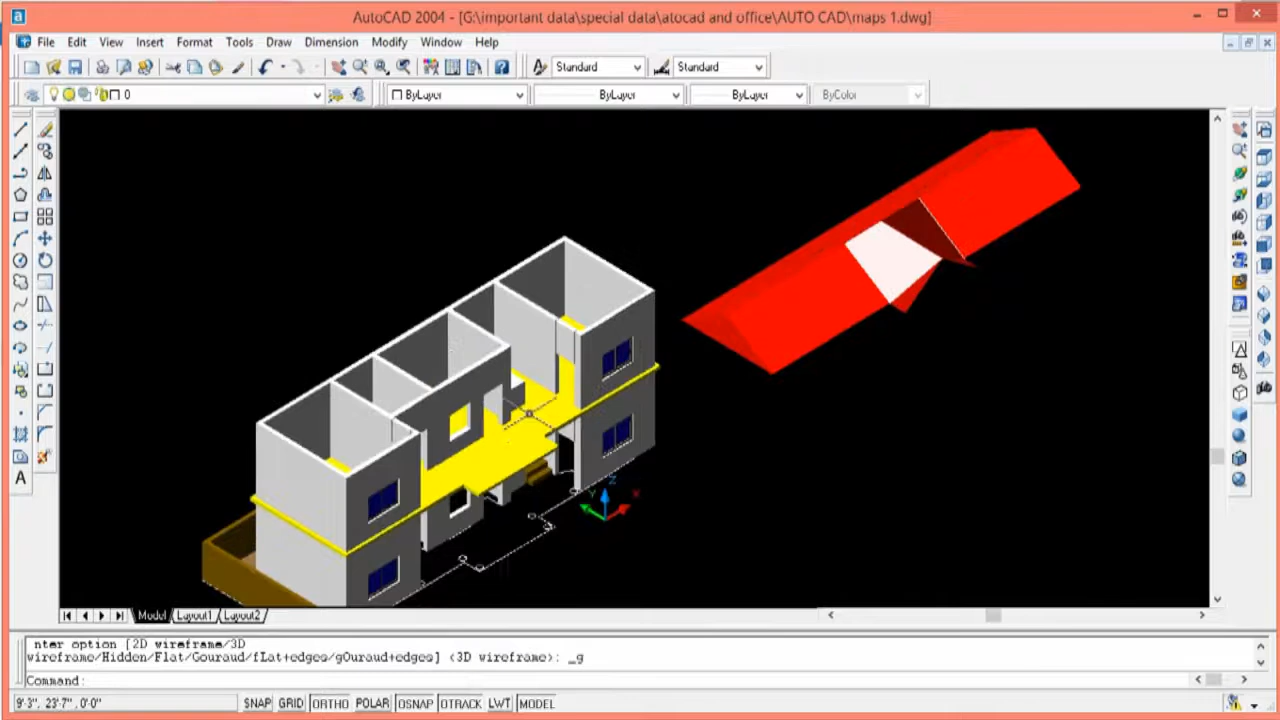 AutoCAD 2004 - [G:\important data\special data\atocad and office\AUTO CAD\maps 1.dwg]
File Edit View Insert Format Tools Draw Dimension Modify Window Help
Standard Standard
0 ByLayer ByLayer ByLayer ByColor
A
Z
Y X
Model Layout1 Layout2
nter option [2D wireframe/3D
wireframe/Hidden/Flat/Gouraud/fLat+edges/gOuraud+edges] <3D wireframe>: _g
Command:
9'-3", 23'-7" ,0'-0" SNAP GRID ORTHO POLAR OSNAP OTRACK LWT MODEL